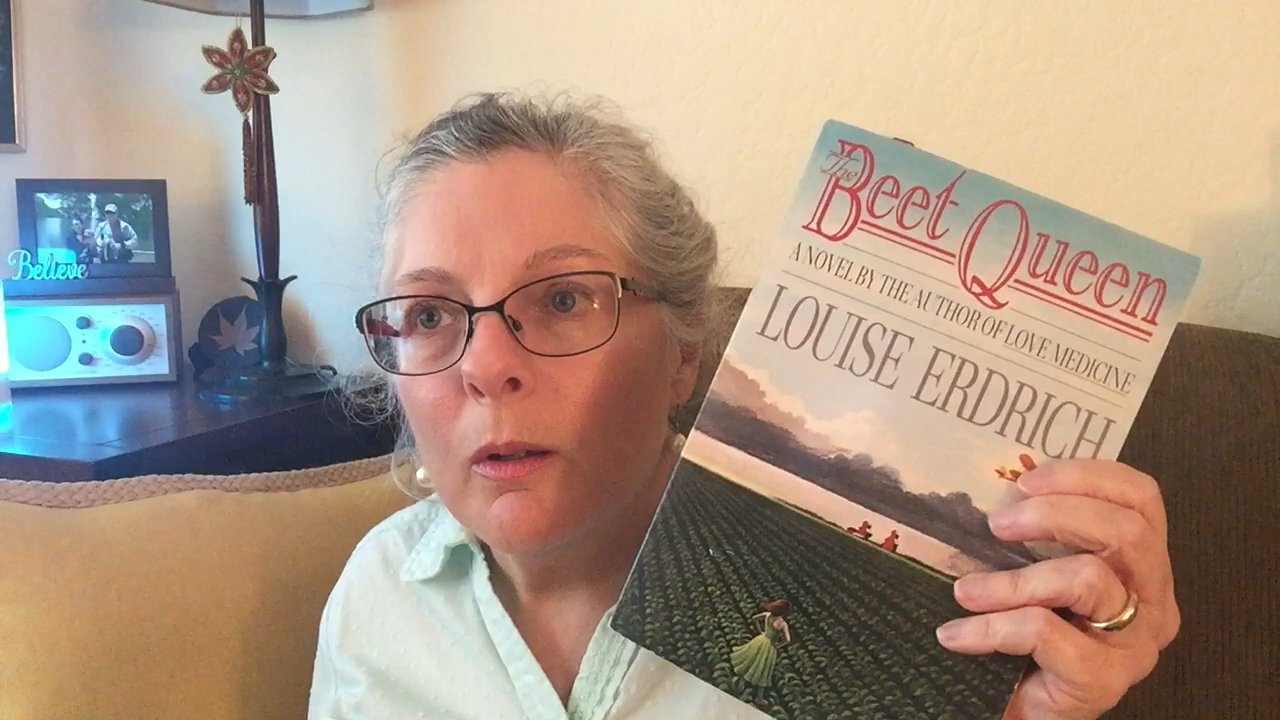 Believe
The
Beet Queen
A NOVEL BY THE AUTHOR OF LOVE MEDICINE
LOUISE ERDRICH